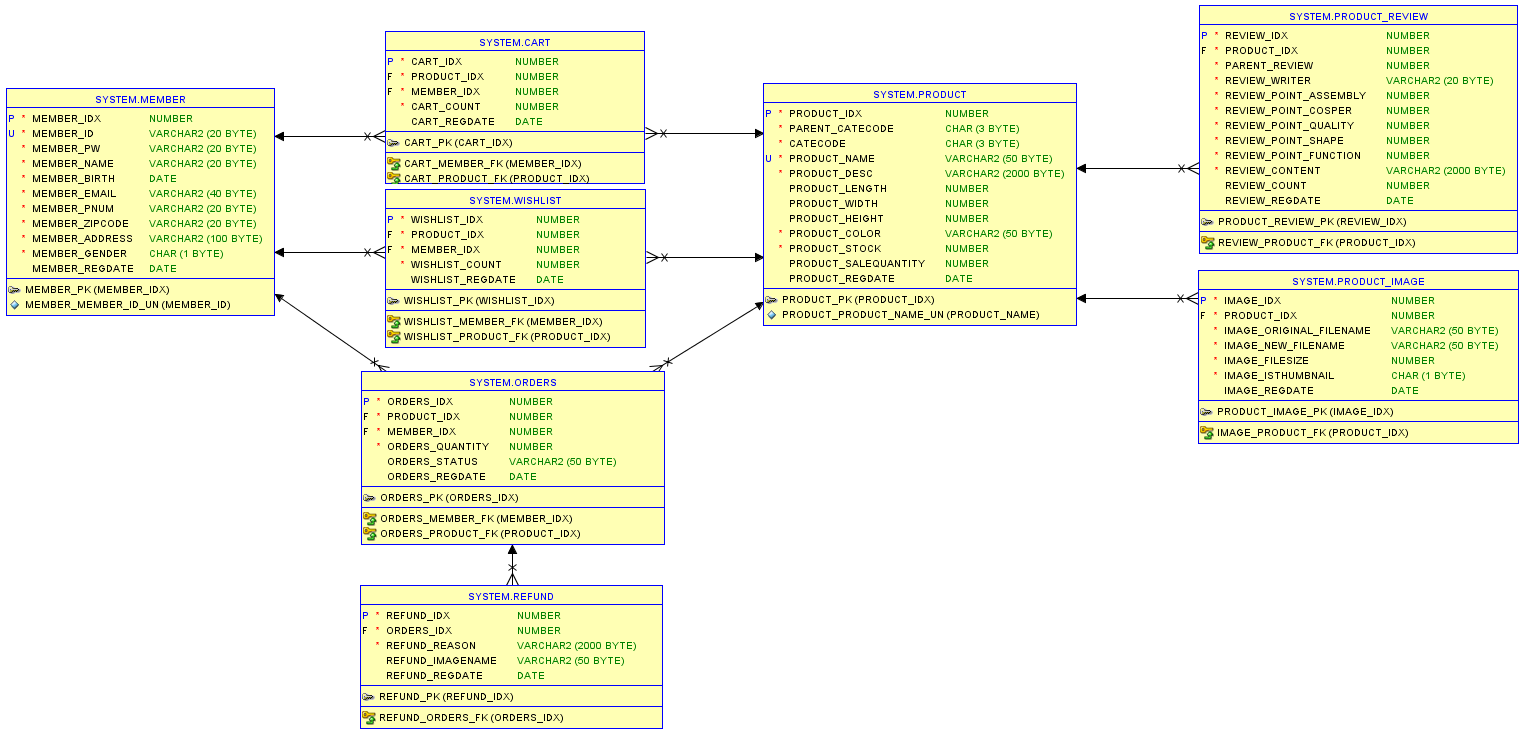 SYSTEM.MEMBER
P * MEMBER_IDX NUMBER
U * MEMBER_ID VARCHAR2 (20 BYTE)
* MEMBER_PW VARCHAR2 (20 BYTE)
* MEMBER_NAME VARCHAR2 (20 BYTE)
* MEMBER_BIRTH DATE
* MEMBER_EMAIL VARCHAR2 (40 BYTE)
* MEMBER_PNUM VARCHAR2 (20 BYTE)
* MEMBER_ZIPCODE VARCHAR2 (20 BYTE)
* MEMBER_ADDRESS VARCHAR2 (100 BYTE)
* MEMBER_GENDER CHAR (1 BYTE)
MEMBER_REGDATE DATE
MEMBER_PK (MEMBER_IDX)
MEMBER_MEMBER_ID_UN (MEMBER_ID)
SYSTEM.CART
P * CART_IDX NUMBER
F * PRODUCT_IDX NUMBER
F * MEMBER_IDX NUMBER
* CART_COUNT NUMBER
CART_REGDATE DATE
CART_PK (CART_IDX)
CART_MEMBER_FK (MEMBER_IDX)
CART_PRODUCT_FK (PRODUCT_IDX)
SYSTEM.WISHLIST
P * WISHLIST_IDX NUMBER
F * PRODUCT_IDX NUMBER
F * MEMBER_IDX NUMBER
* WISHLIST_COUNT NUMBER
WISHLIST_REGDATE DATE
WISHLIST_PK (WISHLIST_IDX)
WISHLIST_MEMBER_FK (MEMBER_IDX)
WISHLIST_PRODUCT_FK (PRODUCT_IDX)
SYSTEM.ORDERS
P * ORDERS_IDX NUMBER
F * PRODUCT_IDX NUMBER
F * MEMBER_IDX NUMBER
* ORDERS_QUANTITY NUMBER
ORDERS_STATUS VARCHAR2 (50 BYTE)
ORDERS_REGDATE DATE
ORDERS_PK (ORDERS_IDX)
ORDERS_MEMBER_FK (MEMBER_IDX)
ORDERS_PRODUCT_FK (PRODUCT_IDX)
SYSTEM.REFUND
P * REFUND_IDX NUMBER
F * ORDERS_IDX NUMBER
* REFUND_REASON VARCHAR2 (2000 BYTE)
REFUND_IMAGENAME VARCHAR2 (50 BYTE)
REFUND_REGDATE DATE
REFUND_PK (REFUND_IDX)
REFUND_ORDERS_FK (ORDERS_IDX)
SYSTEM.PRODUCT
P * PRODUCT_IDX NUMBER
* PARENT_CATECODE CHAR (3 BYTE)
* CATECODE CHAR (3 BYTE)
U * PRODUCT_NAME VARCHAR2 (50 BYTE)
* PRODUCT_DESC VARCHAR2 (2000 BYTE)
PRODUCT_LENGTH NUMBER
PRODUCT_WIDTH NUMBER
PRODUCT_HEIGHT NUMBER
* PRODUCT_COLOR VARCHAR2 (50 BYTE)
* PRODUCT_STOCK NUMBER
PRODUCT_SALEQUANTITY NUMBER
PRODUCT_REGDATE DATE
PRODUCT_PK (PRODUCT_IDX)
PRODUCT_PRODUCT_NAME_UN (PRODUCT_NAME)
SYSTEM.PRODUCT_REVIEW
P * REVIEW_IDX NUMBER
F * PRODUCT_IDX NUMBER
* PARENT_REVIEW NUMBER
* REVIEW_WRITER VARCHAR2 (20 BYTE)
* REVIEW_POINT_ASSEMBLY NUMBER
* REVIEW_POINT_COSPER NUMBER
* REVIEW_POINT_QUALITY NUMBER
* REVIEW_POINT_SHAPE NUMBER
* REVIEW_POINT_FUNCTION NUMBER
* REVIEW_CONTENT VARCHAR2 (2000 BYTE)
REVIEW_COUNT NUMBER
REVIEW_REGDATE DATE
PRODUCT_REVIEW_PK (REVIEW_IDX)
REVIEW_PRODUCT_FK (PRODUCT_IDX)
SYSTEM.PRODUCT_IMAGE
P * IMAGE_IDX NUMBER
F * PRODUCT_IDX NUMBER
* IMAGE_ORIGINAL_FILENAME VARCHAR2 (50 BYTE)
* IMAGE_NEW_FILENAME VARCHAR2 (50 BYTE)
* IMAGE_FILESIZE NUMBER
* IMAGE_ISTHUMBNAIL CHAR (1 BYTE)
IMAGE_REGDATE DATE
PRODUCT_IMAGE_PK (IMAGE_IDX)
IMAGE_PRODUCT_FK (PRODUCT_IDX)